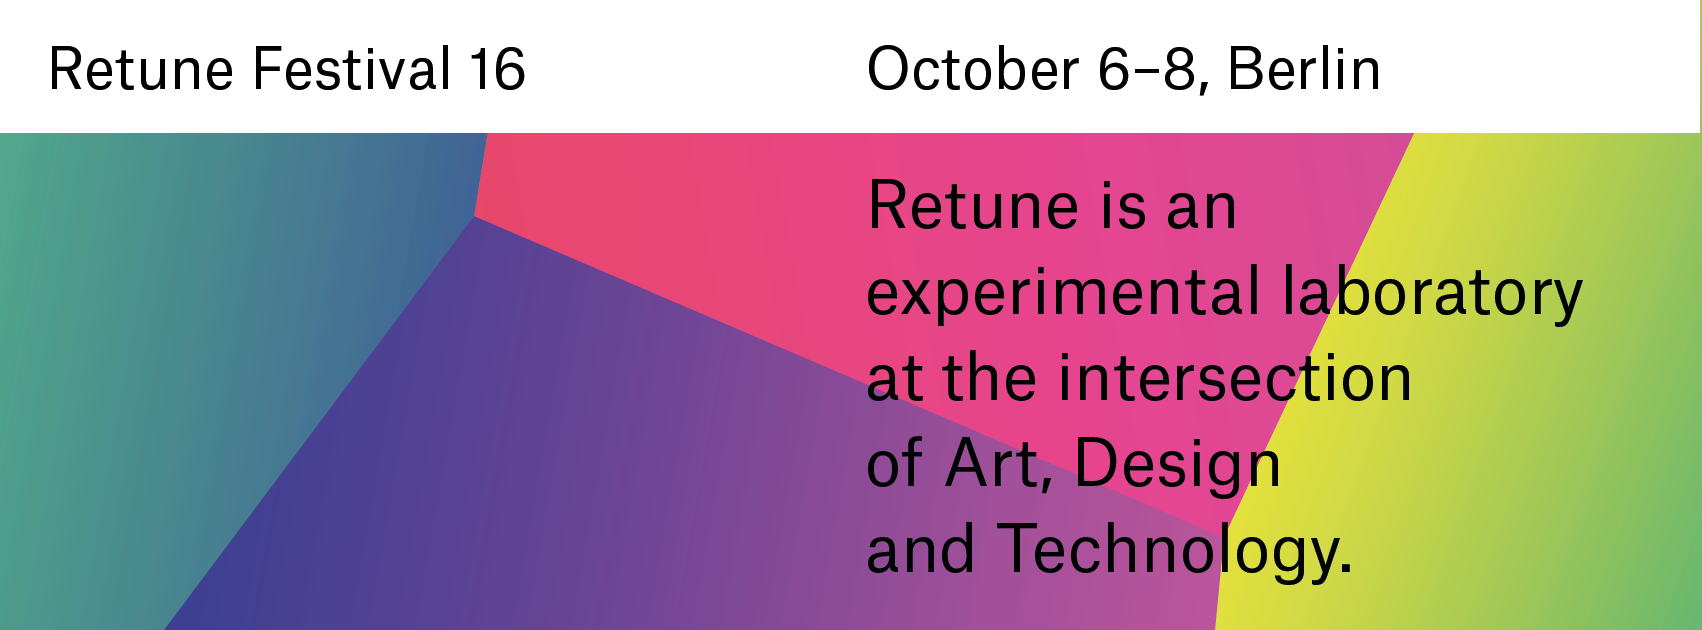 Retune Festival 16
October 6–8, Berlin
Retune is an
experimental laboratory
at the intersection
of Art, Design
and Technology.